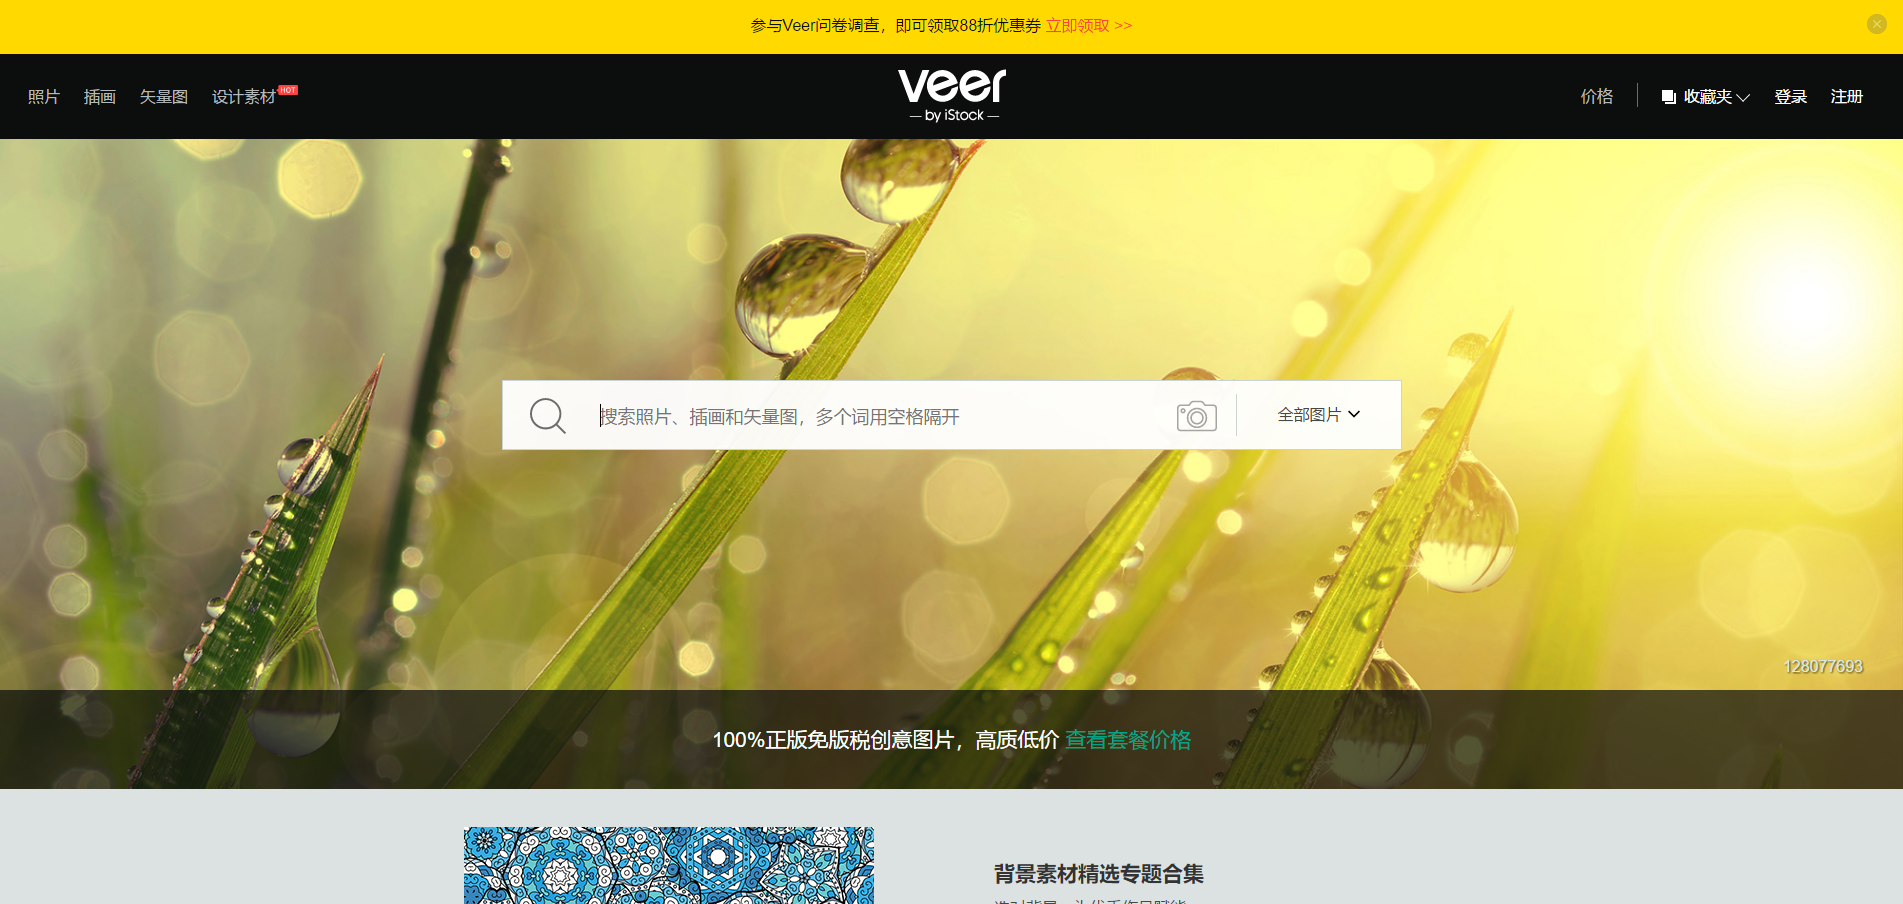 参与Veer问卷调查，即可领取88折优惠券 立即领取 >>
照片 插画 矢量图 设计素材 HOT
veer
by iStock
价格 收藏夹 登录 注册
搜索照片、插画和矢量图，多个词用空格隔开
全部图片
128077693
100%正版免版税创意图片，高质低价 查看套餐价格
背景素材精选专题合集